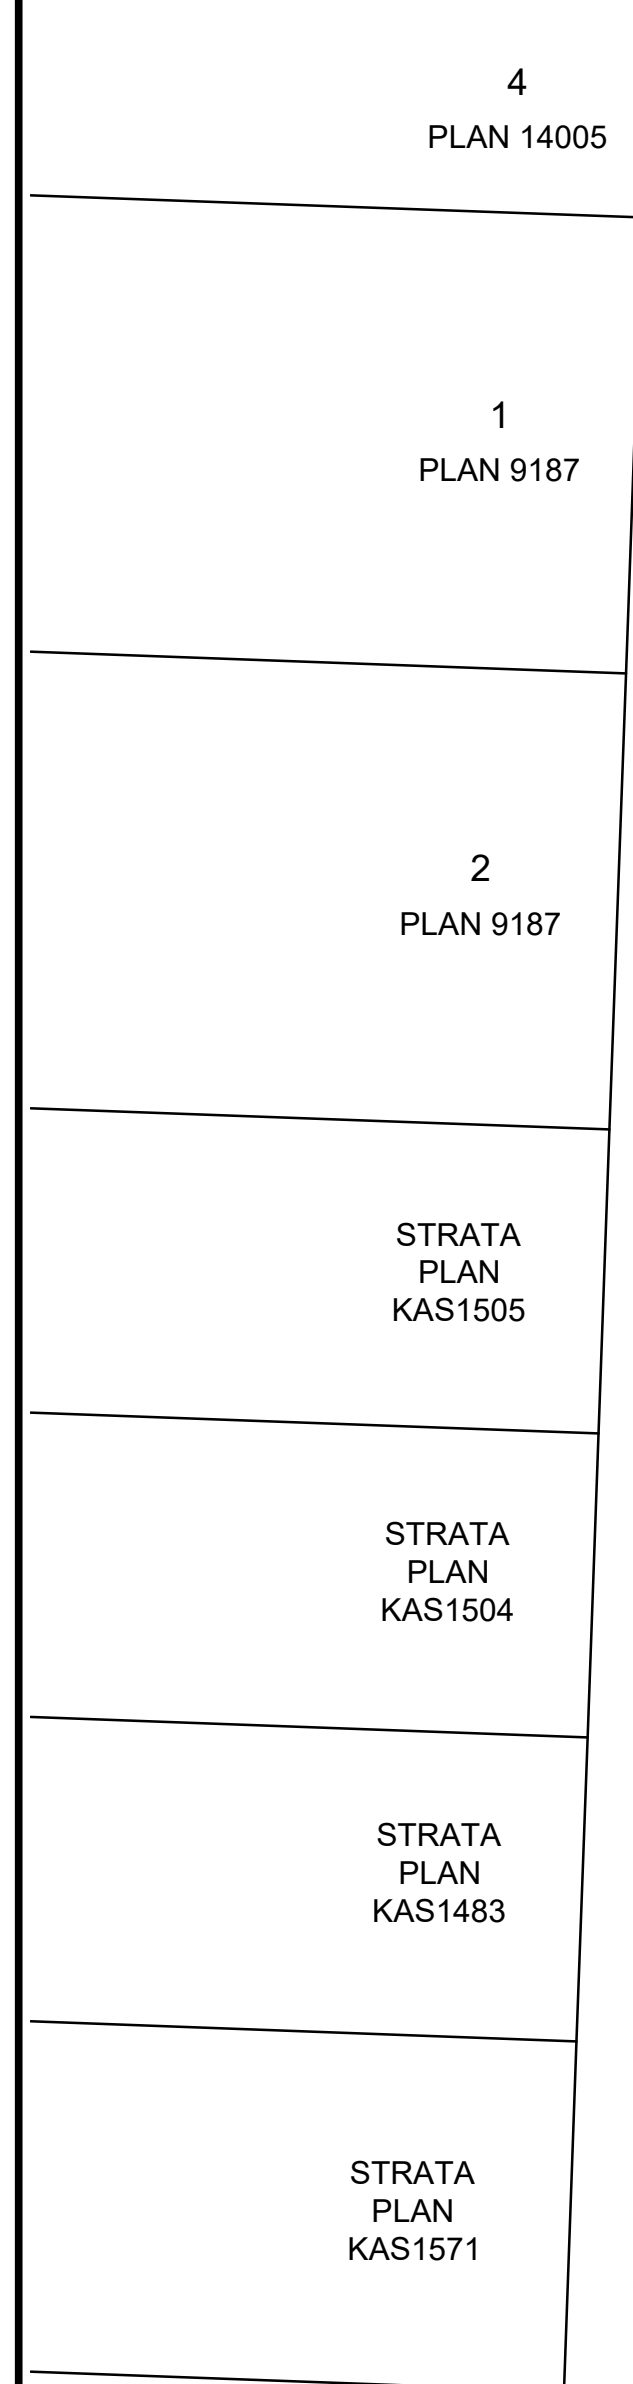 4
PLAN 14005
1
PLAN 9187
2
PLAN 9187
STRATA
PLAN
KAS1505
STRATA
PLAN
KAS1504
STRATA
PLAN
KAS1483
STRATA
PLAN
KAS1571